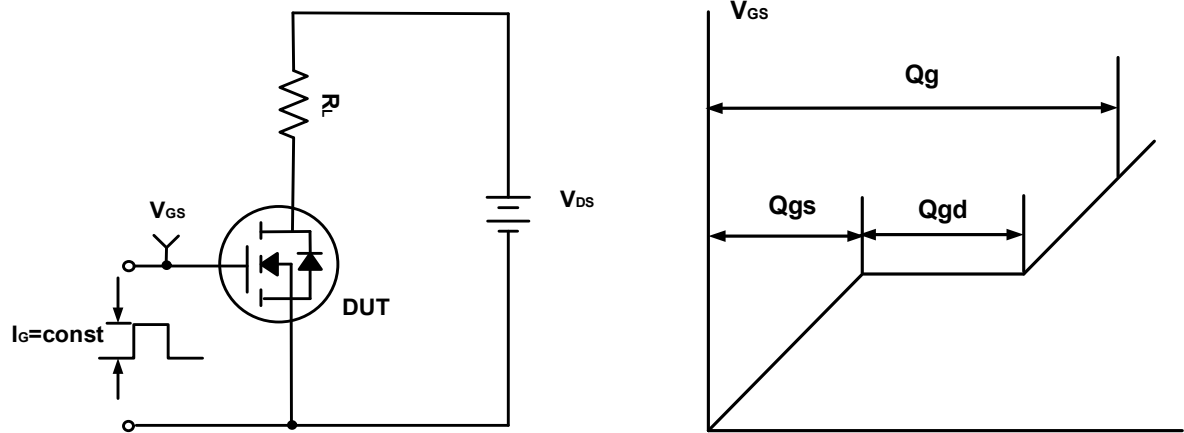 RL
VGS
VDS
DUT
IG=const
VGS
Qg
Qgs
Qgd